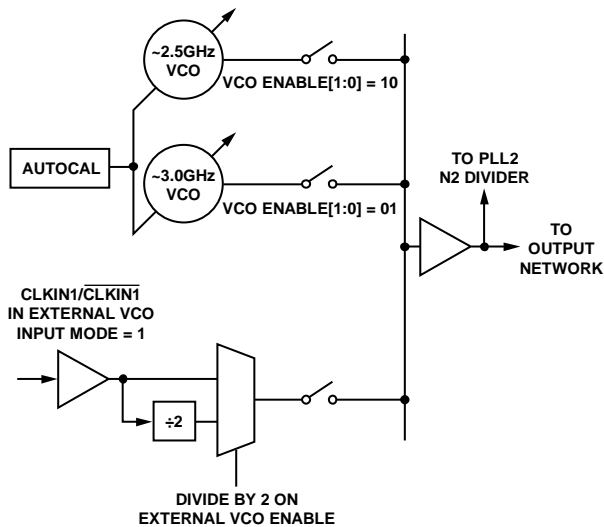 ~2.5GHz
VCO
VCO ENABLE[1:0] = 10
AUTOCAL
~3.0GHz
VCO
VCO ENABLE[1:0] = 01
TO PLL2
N2 DIVIDER
TO
OUTPUT
NETWORK
CLKIN1/CLKIN1
IN EXTERNAL VCO
INPUT MODE = 1
÷2
DIVIDE BY 2 ON
EXTERNAL VCO ENABLE